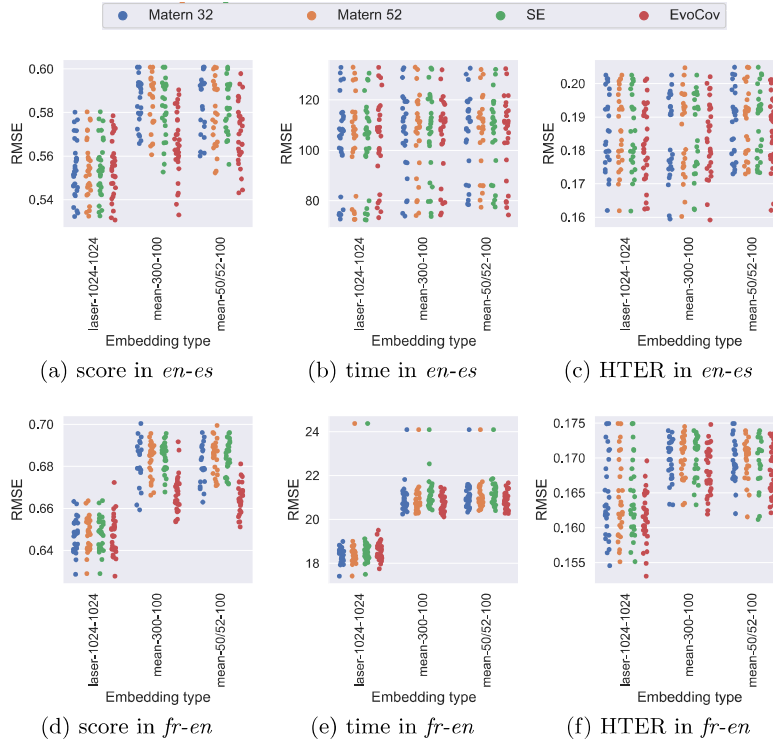 Matern 32 Matern 52 SE EvoCov
0.60
0.58
0.56
0.54
RMSE
laser-1024-1024
mean-300-100
mean-50/52-100
Embedding type
(a) score in en-es
120
100
80
RMSE
laser-1024-1024
mean-300-100
mean-50/52-100
Embedding type
(b) time in en-es
0.20
0.19
0.18
0.17
0.16
RMSE
laser-1024-1024
mean-300-100
mean-50/52-100
Embedding type
(c) HTER in en-es
0.70
0.68
0.66
0.64
RMSE
laser-1024-1024
mean-300-100
mean-50/52-100
Embedding type
(d) score in fr-en
24
22
20
18
RMSE
laser-1024-1024
mean-300-100
mean-50/52-100
Embedding type
(e) time in fr-en
0.175
0.170
0.165
0.160
0.155
RMSE
laser-1024-1024
mean-300-100
mean-50/52-100
Embedding type
(f) HTER in fr-en